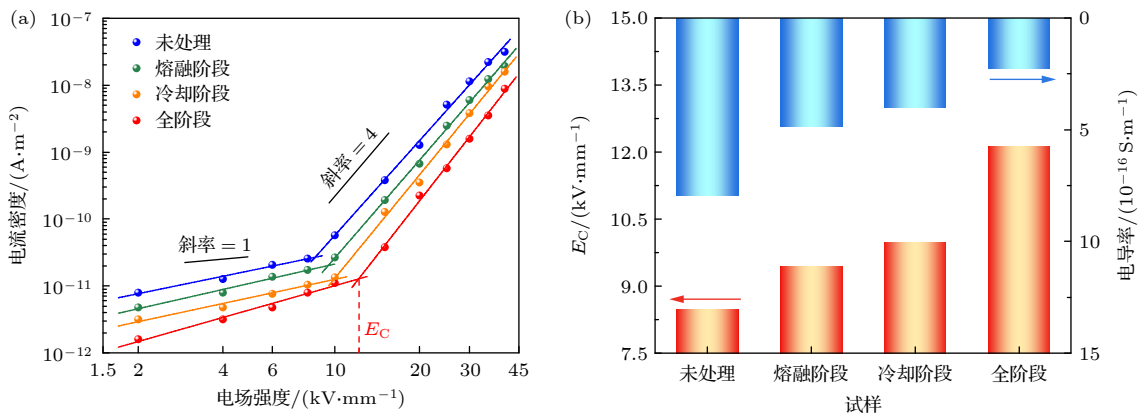 (a)
10⁻⁷
10⁻⁸
10⁻⁹
10⁻¹⁰
10⁻¹¹
10⁻¹²
电流密度/(A·m⁻²)
未处理
熔融阶段
冷却阶段
全阶段
斜率 = 4
斜率 = 1
E_C
1.5 2 4 6 8 10 20 30 45
电场强度/(kV·mm⁻¹)
(b)
15.0
13.5
12.0
10.5
9.0
7.5
E_C/(kV·mm⁻¹)
0
5
10
15
电导率/(10⁻¹⁶ S·m⁻¹)
未处理 熔融阶段 冷却阶段 全阶段
试样